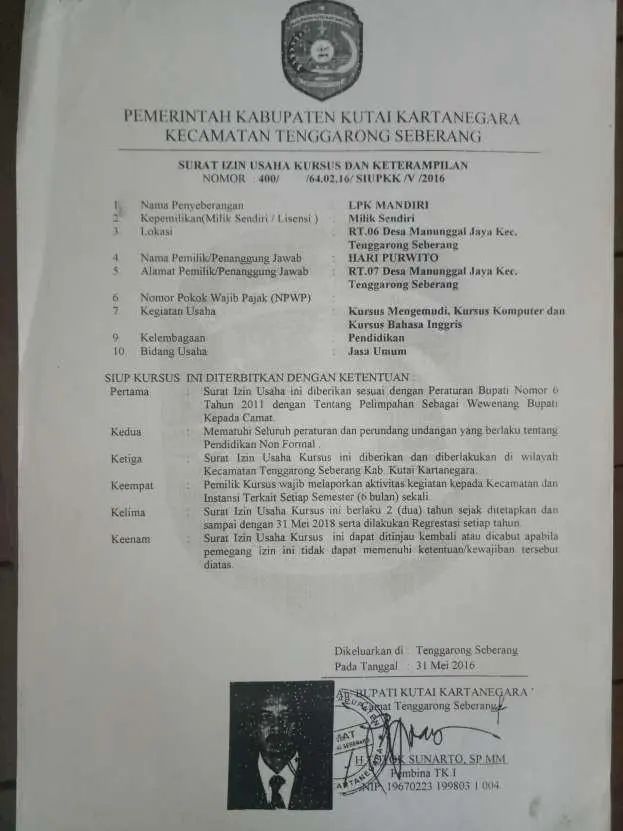 PEMERINTAH KABUPATEN KUTAI KARTANEGARA
KECAMATAN TENGGARONG SEBERANG
SURAT IZIN USAHA KURSUS DAN KETERAMPILAN
NOMOR : 400/ /64.02.16/ SIUPKK /V /2016
1. Nama Penyeberangan : LPK MANDIRI
2. Kepemilikan(Milik Sendiri / Lisensi ) : Milik Sendiri
3. Lokasi : RT.06 Desa Manunggal Jaya Kec.
Tenggarong Seberang
4. Nama Pemilik/Penanggung Jawab : HARI PURWITO
5. Alamat Pemilik/Penanggung Jawab : RT.07 Desa Manunggal Jaya Kec.
Tenggarong Seberang
6. Nomor Pokok Wajib Pajak (NPWP) :
7. Kegiatan Usaha : Kursus Mengemudi, Kursus Komputer dan
Kursus Bahasa Inggris
9. Kelembagaan : Pendidikan
10. Bidang Usaha : Jasa Umum
SIUP KURSUS INI DITERBITKAN DENGAN KETENTUAN :
Pertama : Surat Izin Usaha ini diberikan sesuai dengan Peraturan Bupati Nomor 6
Tahun 2011 dengan Tentang Pelimpahan Sebagai Wewenang Bupati
Kepada Camat.
Kedua : Mematuhi Seluruh peraturan dan perundang undangan yang berlaku tentang
Pendidikan Non Formal .
Ketiga : Surat Izin Usaha Kursus ini diberikan dan diberlakukan di wilayah
Kecamatan Tenggarong Seberang Kab. Kutai Kartanegara.
Keempat : Pemilik Kursus wajib melaporkan aktivitas kegiatan kepada Kecamatan dan
Instansi Terkait Setiap Semester (6 bulan) sekali.
Kelima : Surat Izin Usaha Kursus ini berlaku 2 (dua) tahun sejak ditetapkan dan
sampai dengan 31 Mei 2018 serta dilakukan Regrestasi setiap tahun.
Keenam : Surat Izin Usaha Kursus ini dapat ditinjau kembali atau dicabut apabila
pemegang izin ini tidak dapat memenuhi ketentuan/kewajiban tersebut
diatas.
Dikeluarkan di : Tenggarong Seberang
Pada Tanggal : 31 Mei 2016
BUPATI KUTAI KARTANEGARA
Camat Tenggarong Seberang
SUNARTO, SP.MM
Pembina TK I
NIP. 19670223 199803 1 004